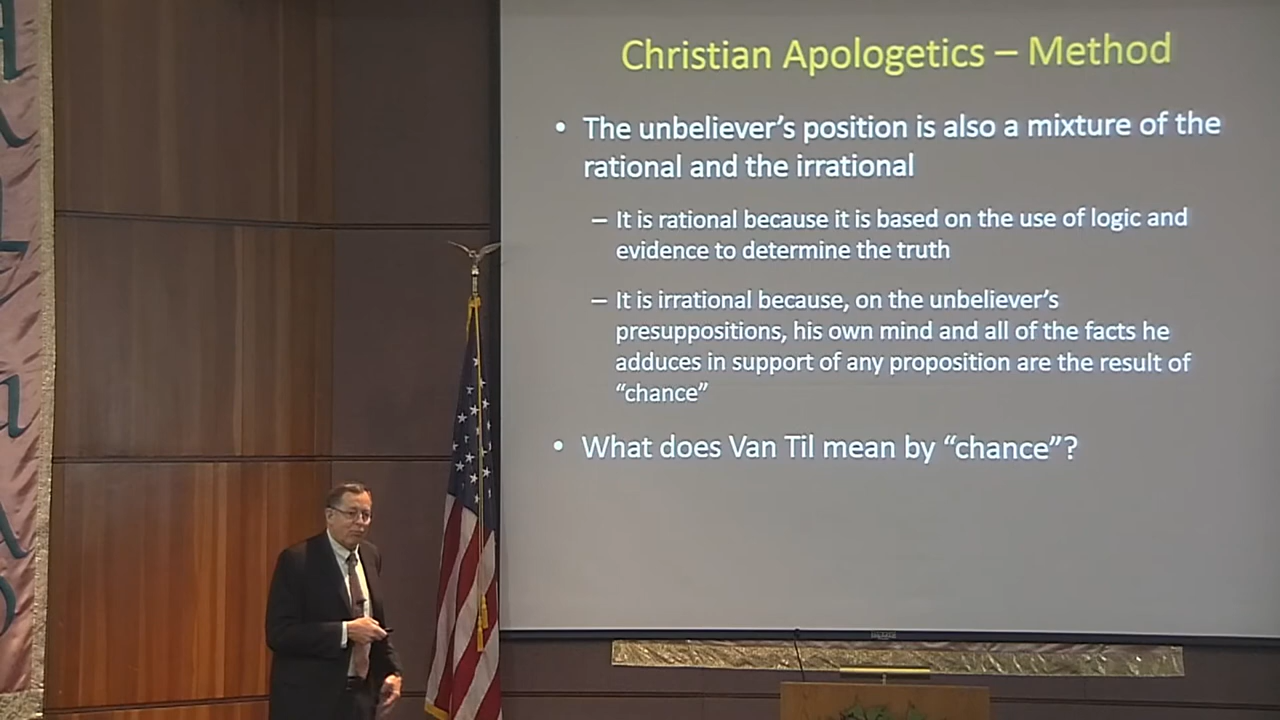 Christian Apologetics – Method
• The unbeliever’s position is also a mixture of the
rational and the irrational
– It is rational because it is based on the use of logic and
evidence to determine the truth
– It is irrational because, on the unbeliever’s
presuppositions, his own mind and all of the facts he
adduces in support of any proposition are the result of
“chance”
• What does Van Til mean by “chance”?